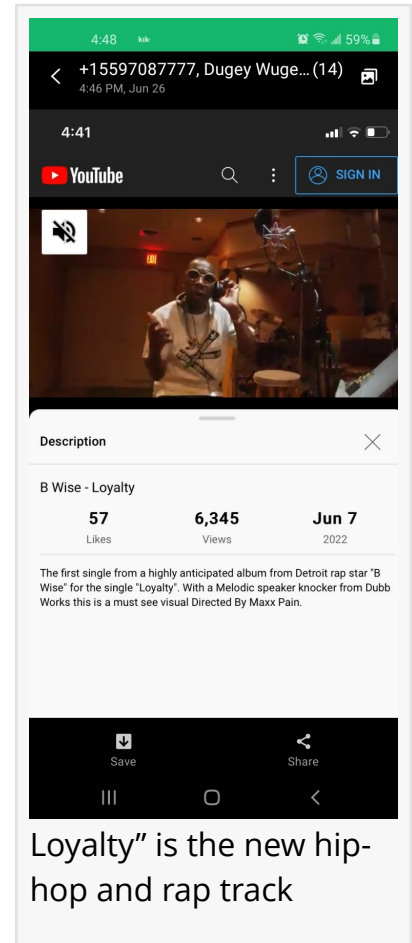 4:48 kik· 59%
+15597087777, Dugey Wuge… (14)
4:46 PM, Jun 26
4:41
YouTube SIGN IN
EXIT
Description
B Wise - Loyalty
57 6,345 Jun 7
Likes Views 2022
The first single from a highly anticipated album from Detroit rap star "B
Wise" for the single "Loyalty". With a Melodic speaker knocker from Dubb
Works this is a must see visual Directed By Maxx Pain.
Save Share
Loyalty” is the new hip-
hop and rap track